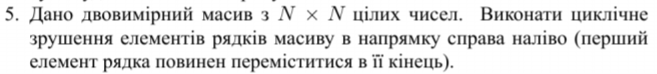 5. Дано двовимірний масив з N × N цілих чисел. Виконати циклічне
зрушення елементів рядків масиву в напрямку справа наліво (перший
елемент рядка повинен переміститися в її кінець).